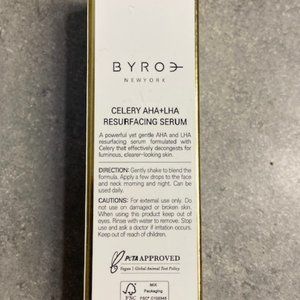 BYROE
NEWYORK
CELERY AHA+LHA
RESURFACING SERUM
A powerful yet gentle AHA and LHA
resurfacing serum formulated with
Celery that effectively decongests for
luminous, clearer-looking skin.
DIRECTION: Gently shake to blend the
formula. Apply a few drops to the face
and neck morning and night. Can be
used daily.
CAUTIONS: For external use only. Do
not use on damaged or broken skin.
When using this product keep out of
eyes. Rinse with water to remove. Stop
use and ask a doctor if irritation occurs.
Keep out of reach of children.
PETA APPROVED
Vegan | Global Animal Test Policy
FSC
MIX
Packaging